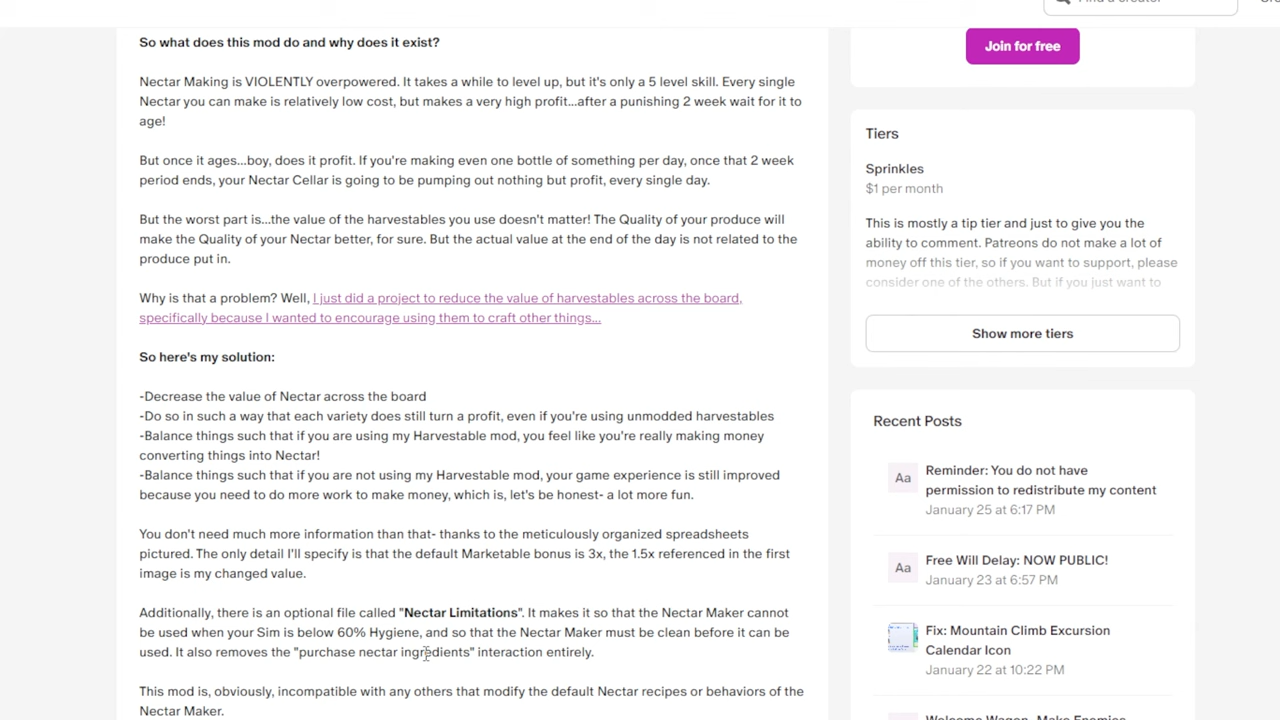 So what does this mod do and why does it exist?
Nectar Making is VIOLENTLY overpowered. It takes a while to level up, but it's only a 5 level skill. Every single
Nectar you can make is relatively low cost, but makes a very high profit...after a punishing 2 week wait for it to
age!
But once it ages...boy, does it profit. If you're making even one bottle of something per day, once that 2 week
period ends, your Nectar Cellar is going to be pumping out nothing but profit, every single day.
But the worst part is...the value of the harvestables you use doesn't matter! The Quality of your produce will
make the Quality of your Nectar better, for sure. But the actual value at the end of the day is not related to the
produce put in.
Why is that a problem? Well, I just did a project to reduce the value of harvestables across the board,
specifically because I wanted to encourage using them to craft other things...
So here's my solution:
-Decrease the value of Nectar across the board
-Do so in such a way that each variety does still turn a profit, even if you're using unmodded harvestables
-Balance things such that if you are using my Harvestable mod, you feel like you're really making money
converting things into Nectar!
-Balance things such that if you are not using my Harvestable mod, your game experience is still improved
because you need to do more work to make money, which is, let's be honest- a lot more fun.
You don't need much more information than that- thanks to the meticulously organized spreadsheets
pictured. The only detail I'll specify is that the default Marketable bonus is 3x, the 1.5x referenced in the first
image is my changed value.
Additionally, there is an optional file called "Nectar Limitations". It makes it so that the Nectar Maker cannot
be used when your Sim is below 60% Hygiene, and so that the Nectar Maker must be clean before it can be
used. It also removes the "purchase nectar ingredients" interaction entirely.
This mod is, obviously, incompatible with any others that modify the default Nectar recipes or behaviors of the
Nectar Maker.
Find a creator
Join for free
Tiers
Sprinkles
$1 per month
This is mostly a tip tier and just to give you the
ability to comment. Patreons do not make a lot of
money off this tier, so if you want to support, please
consider one of the others. But if you just want to
Show more tiers
Recent Posts
Aa
Reminder: You do not have
permission to redistribute my content
January 25 at 6:17 PM
Aa
Free Will Delay: NOW PUBLIC!
January 23 at 6:57 PM
Fix: Mountain Climb Excursion
Calendar Icon
January 22 at 10:22 PM
Welcome Wagon- Make Enemies